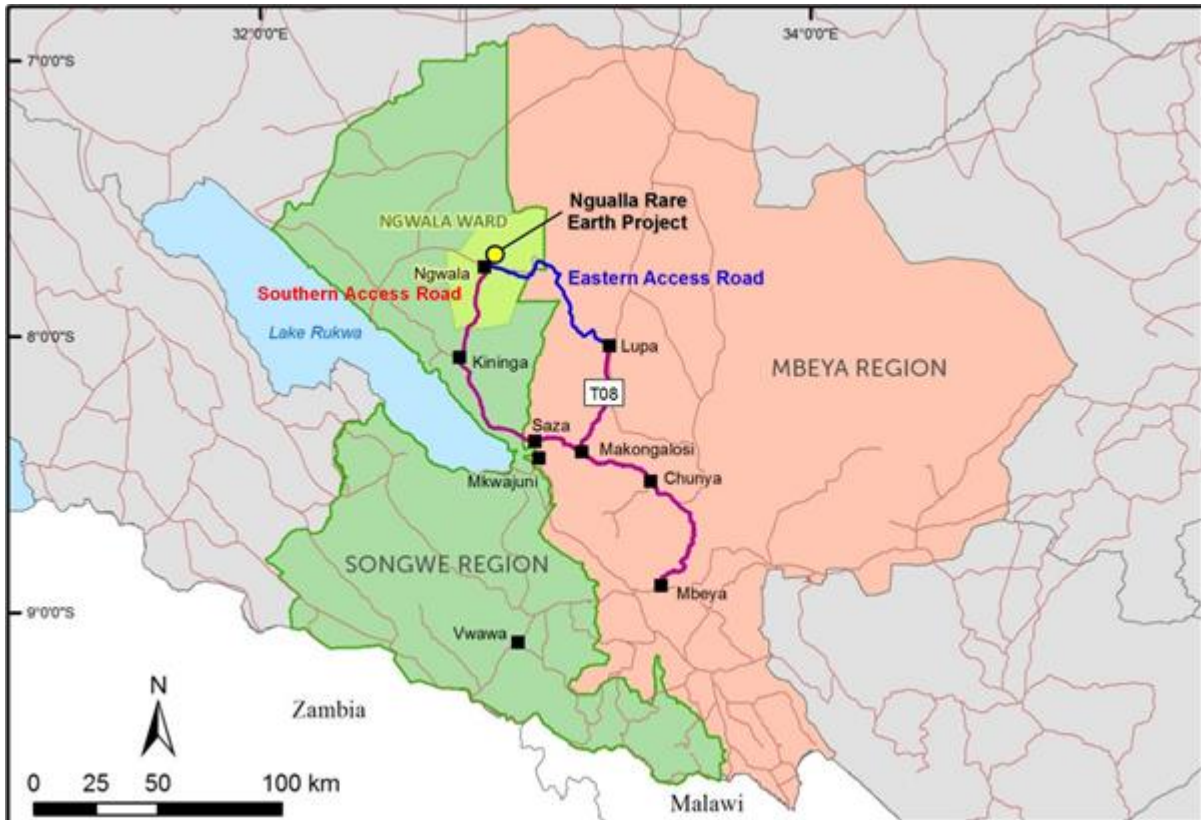 32°0'0"E
34°0'0"E
7°0'0"S
NGWALA WARD
Ngualla Rare
Earth Project
Ngwala
Southern Access Road
Eastern Access Road
Lake Rukwa
8°0'0"S
Kininga
Lupa
MBEYA REGION
T08
Saza
Makongalosi
Mkwajuni
Chunya
SONGWE REGION
Mbeya
9°0'0"S
Vwawa
N
Zambia
0 25 50 100 km
Malawi